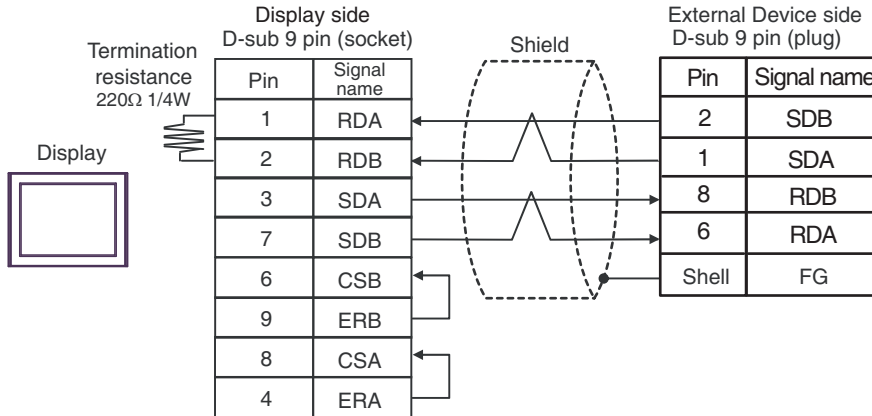 Display side
D-sub 9 pin (socket)
External Device side
D-sub 9 pin (plug)
Termination
resistance
220Ω 1/4W
Shield
Display
Pin Signal
name
1 RDA
2 RDB
3 SDA
7 SDB
6 CSB
9 ERB
8 CSA
4 ERA
Pin Signal name
2 SDB
1 SDA
8 RDB
6 RDA
Shell FG